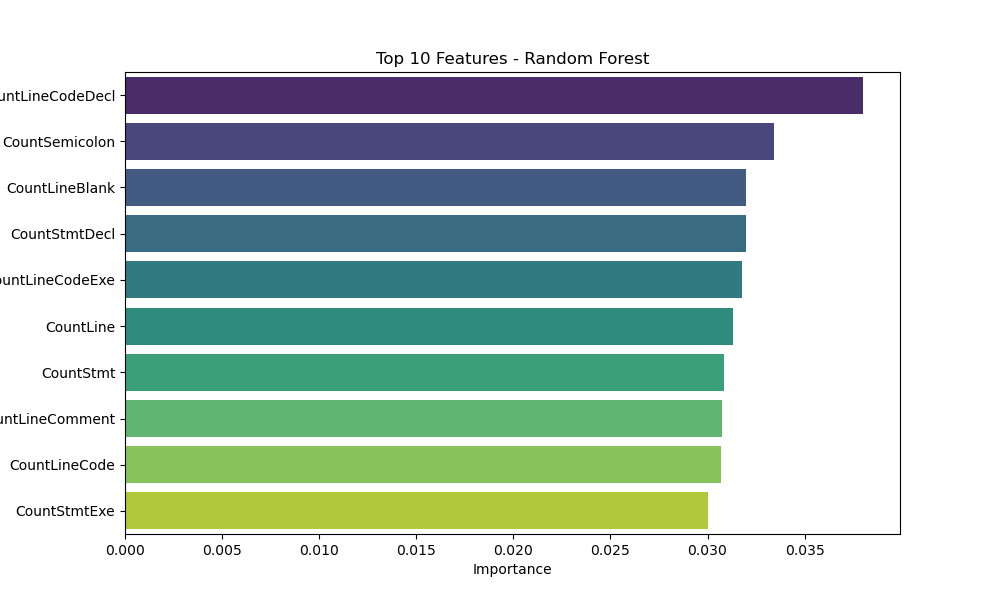 Top 10 Features - Random Forest
untLineCodeDecl
CountSemicolon
CountLineBlank
CountStmtDecl
ountLineCodeExe
CountLine
CountStmt
untLineComment
CountLineCode
CountStmtExe
0.000 0.005 0.010 0.015 0.020 0.025 0.030 0.035
Importance